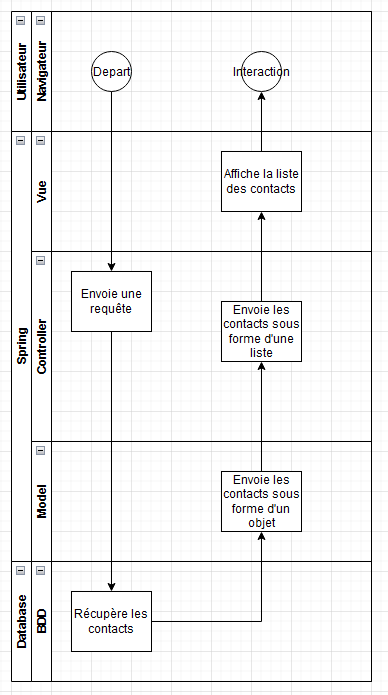 Utilisateur
Navigateur
Depart
Interaction
Spring
Vue
Affiche la liste
des contacts
Controller
Envoie une
requête
Envoie les
contacts sous
forme d'une
liste
Model
Envoie les
contacts sous
forme d'un
objet
Database
BDD
Récupère les
contacts